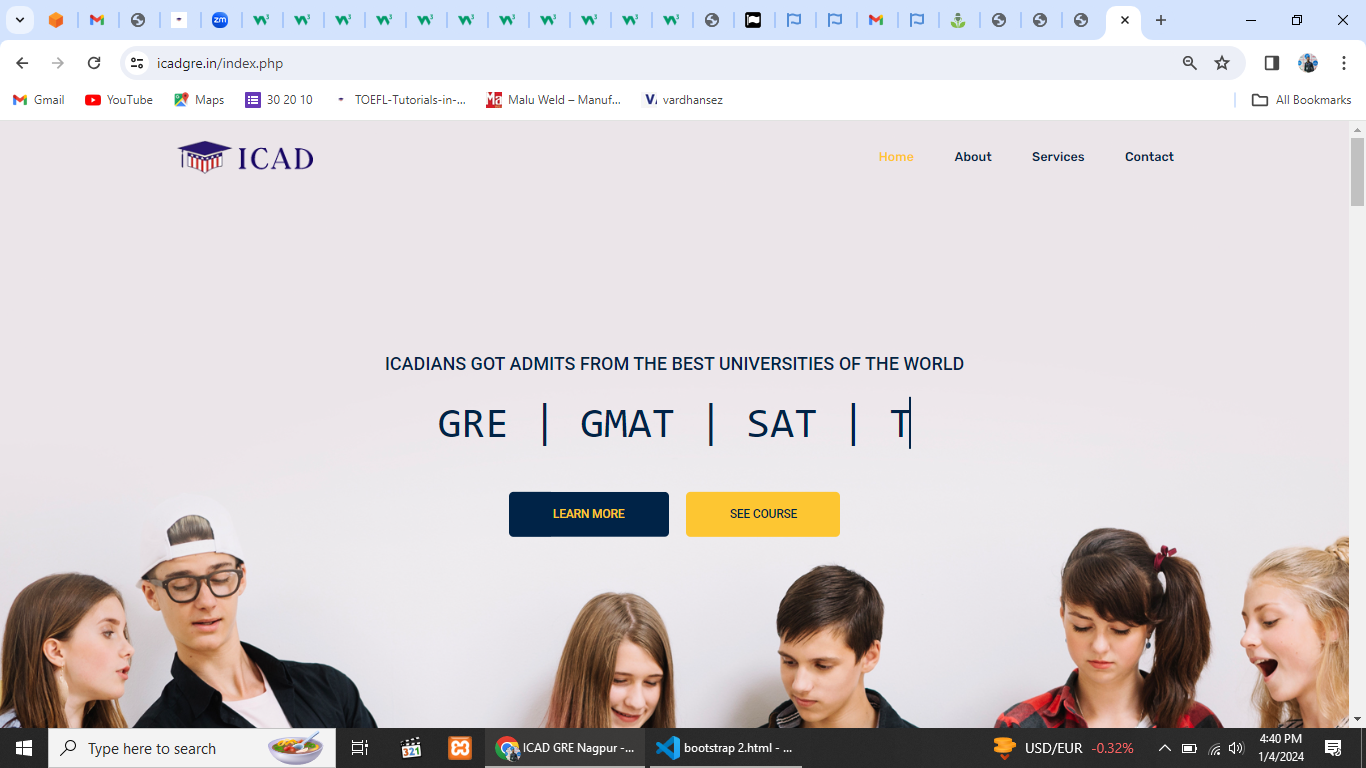 icadgre.in/index.php
Gmail
YouTube
Maps
30 20 10
TOEFL-Tutorials-in-...
Malu Weld – Manuf...
vardhansez
All Bookmarks
ICAD
Home
About
Services
Contact
ICADIANS GOT ADMITS FROM THE BEST UNIVERSITIES OF THE WORLD
GRE | GMAT | SAT | T
LEARN MORE
SEE COURSE
Type here to search
321
ICAD GRE Nagpur -...
bootstrap 2.html - ...
USD/EUR -0.32%
4:40 PM
1/4/2024